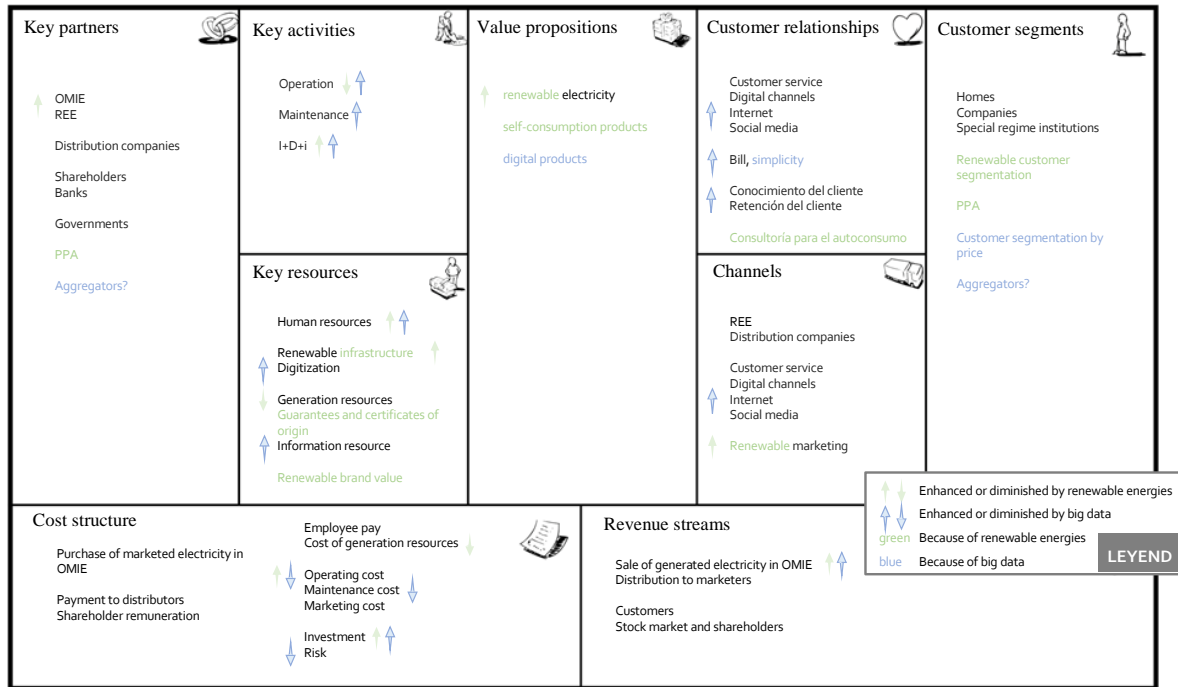 Key partners
OMIE
REE
Distribution companies
Shareholders
Banks
Governments
PPA
Aggregators?
Key activities
Operation
Maintenance
I+D+i
Key resources
Human resources
Renewable infrastructure
Digitization
Generation resources
Guarantees and certificates of
origin
Information resource
Renewable brand value
Value propositions
renewable electricity
self-consumption products
digital products
Customer relationships
Customer service
Digital channels
Internet
Social media
Bill, simplicity
Conocimiento del cliente
Retención del cliente
Consultoría para el autoconsumo
Channels
REE
Distribution companies
Customer service
Digital channels
Internet
Social media
Renewable marketing
Customer segments
Homes
Companies
Special regime institutions
Renewable customer
segmentation
PPA
Customer segmentation by
price
Aggregators?
Cost structure
Purchase of marketed electricity in
OMIE
Payment to distributors
Shareholder remuneration
Employee pay
Cost of generation resources
Operating cost
Maintenance cost
Marketing cost
Investment
Risk
Revenue streams
Sale of generated electricity in OMIE
Distribution to marketers
Customers
Stock market and shareholders
Enhanced or diminished by renewable energies
Enhanced or diminished by big data
green Because of renewable energies
blue Because of big data
LEYEND